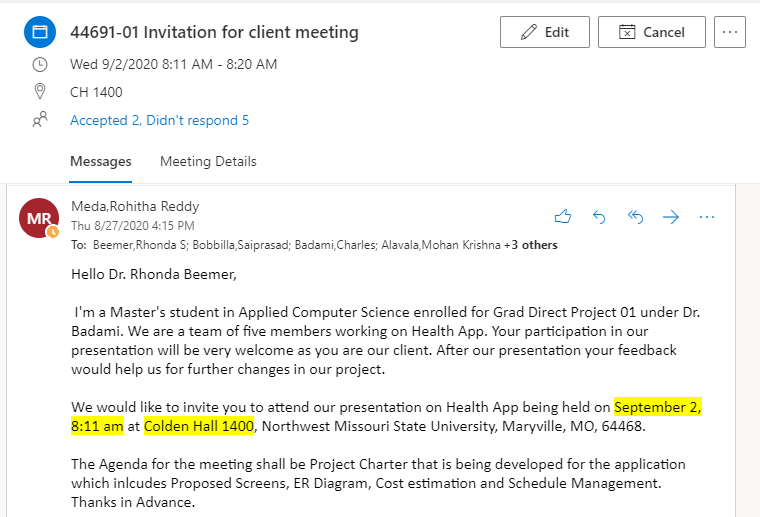 44691-01 Invitation for client meeting
Edit
Cancel
Wed 9/2/2020 8:11 AM - 8:20 AM
CH 1400
Accepted 2, Didn't respond 5
Messages
Meeting Details
MR
Meda,Rohitha Reddy
Thu 8/27/2020 4:15 PM
To: Beemer,Rhonda S; Bobbilla,Saiprasad; Badami,Charles; Alavala,Mohan Krishna +3 others
Hello Dr. Rhonda Beemer,
I'm a Master's student in Applied Computer Science enrolled for Grad Direct Project 01 under Dr.
Badami. We are a team of five members working on Health App. Your participation in our
presentation will be very welcome as you are our client. After our presentation your feedback
would help us for further changes in our project.
We would like to invite you to attend our presentation on Health App being held on September 2,
8:11 am at Colden Hall 1400, Northwest Missouri State University, Maryville, MO, 64468.
The Agenda for the meeting shall be Project Charter that is being developed for the application
which inlcudes Proposed Screens, ER Diagram, Cost estimation and Schedule Management.
Thanks in Advance.